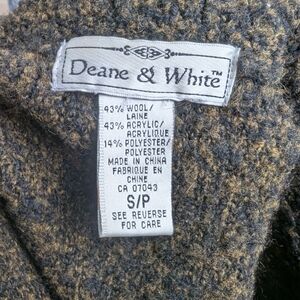 Deane & White™
43% WOOL/
LAINE
43% ACRYLIC/
ACRYLIQUE
14% POLYESTER/
POLYESTER
MADE IN CHINA
FABRIQUE EN
CHINE
CA 07043
S/P
SEE REVERSE
FOR CARE